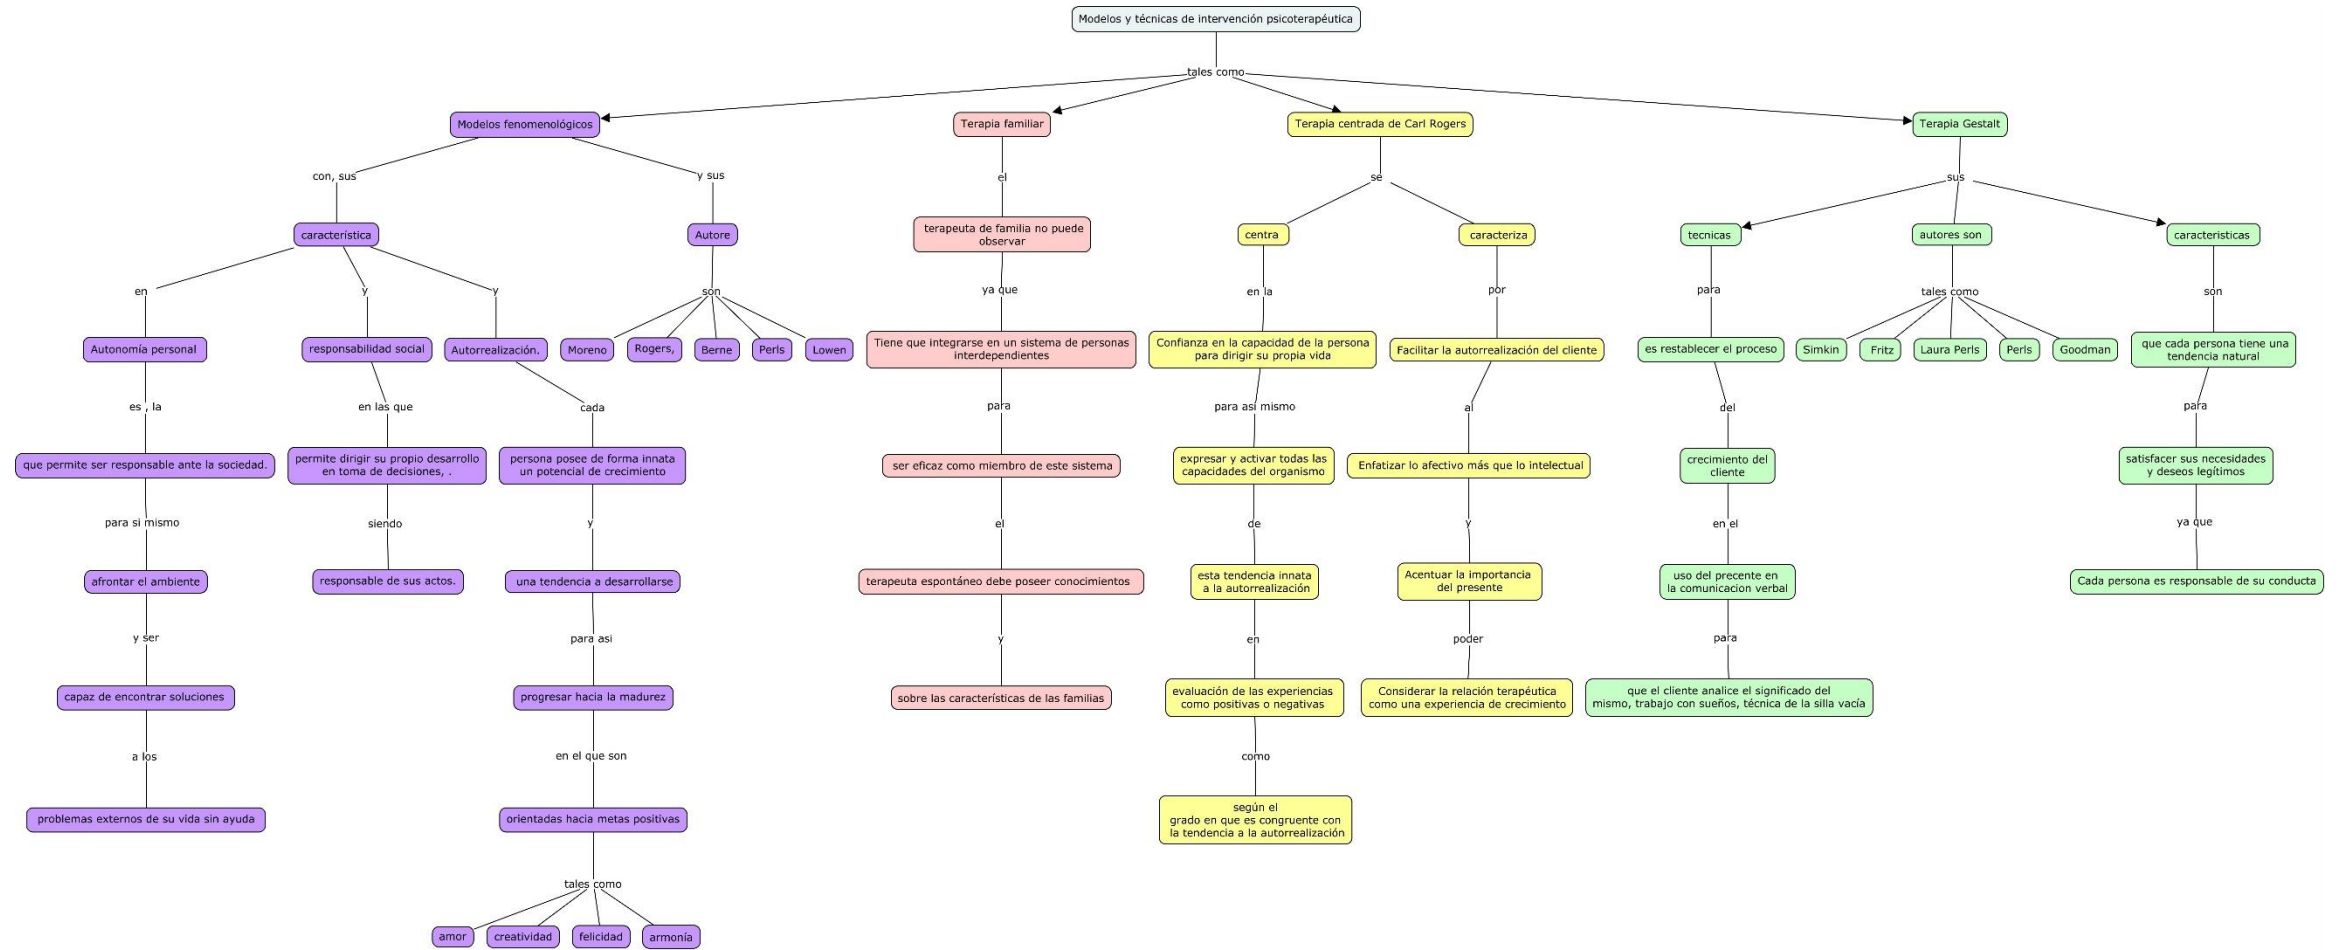 Modelos y técnicas de intervención psicoterapéutica
tales como
Modelos fenomenológicos
Terapia familiar
Terapia centrada de Carl Rogers
Terapia Gestalt
con, sus
y sus
el
se
sus
característica
Autore
terapeuta de familia no puede
observar
centra
caracteriza
tecnicas
autores son
caracteristicas
en
y
y
son
ya que
en la
por
para
tales como
son
Autonomía personal
responsabilidad social
Autorrealización.
Moreno
Rogers,
Berne
Perls
Lowen
Tiene que integrarse en un sistema de personas
interdependientes
Confianza en la capacidad de la persona
para dirigir su propia vida
Facilitar la autorrealización del cliente
es restablecer el proceso
Simkin
Fritz
Laura Perls
Perls
Goodman
que cada persona tiene una
tendencia natural
es , la
en las que
cada
para
para asi mismo
al
del
para
que permite ser responsable ante la sociedad.
permite dirigir su propio desarrollo
en toma de decisiones, .
persona posee de forma innata
un potencial de crecimiento
ser eficaz como miembro de este sistema
expresar y activar todas las
capacidades del organismo
Enfatizar lo afectivo más que lo intelectual
crecimiento del
cliente
satisfacer sus necesidades
y deseos legítimos
para si mismo
siendo
y
el
de
y
en el
ya que
afrontar el ambiente
responsable de sus actos.
una tendencia a desarrollarse
terapeuta espontáneo debe poseer conocimientos
esta tendencia innata
a la autorrealización
Acentuar la importancia
del presente
uso del precente en
la comunicacion verbal
Cada persona es responsable de su conducta
y ser
para asi
y
en
poder
para
capaz de encontrar soluciones
progresar hacia la madurez
sobre las características de las familias
evaluación de las experiencias
como positivas o negativas
Considerar la relación terapéutica
como una experiencia de crecimiento
que el cliente analice el significado del
mismo, trabajo con sueños, técnica de la silla vacía
a los
en el que son
como
problemas externos de su vida sin ayuda
orientadas hacia metas positivas
según el
grado en que es congruente con
la tendencia a la autorrealización
tales como
amor
creatividad
felicidad
armonía